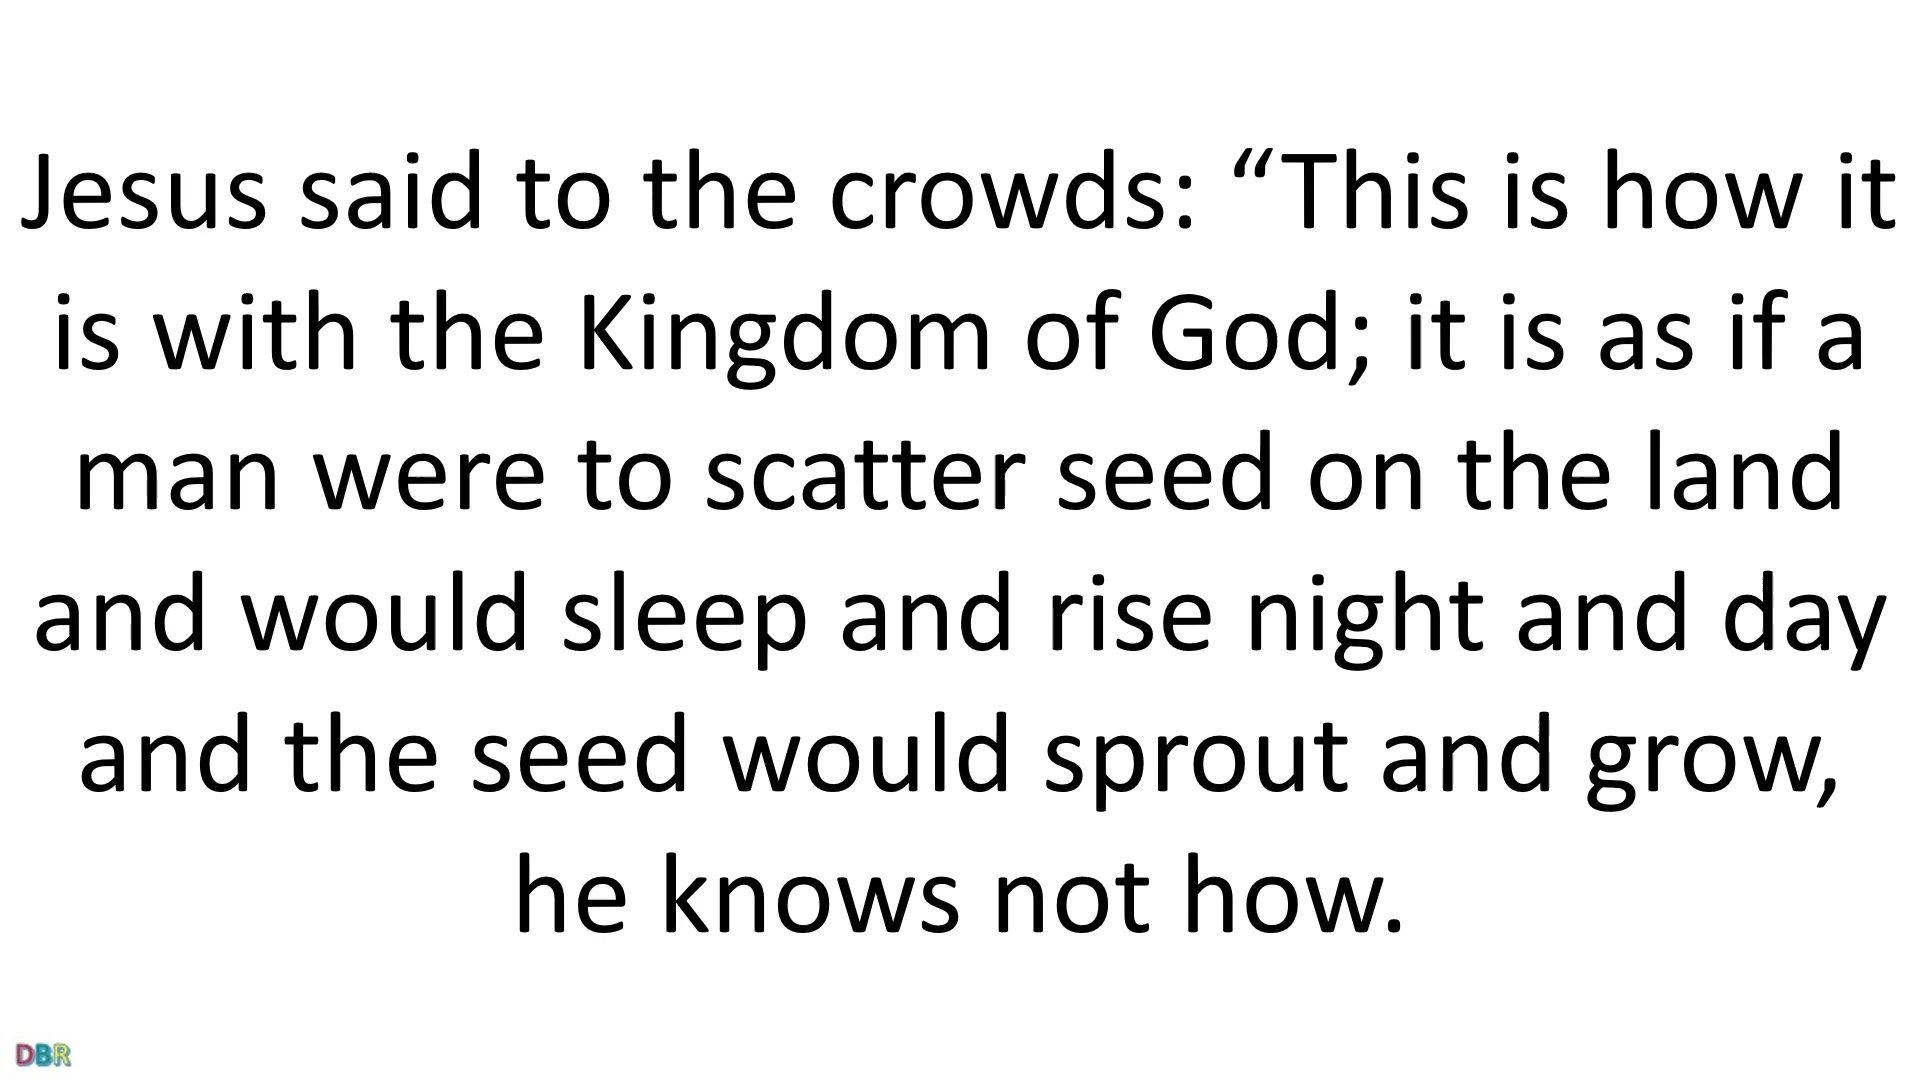 Jesus said to the crowds: “This is how it
is with the Kingdom of God; it is as if a
man were to scatter seed on the land
and would sleep and rise night and day
and the seed would sprout and grow,
he knows not how.
DBR